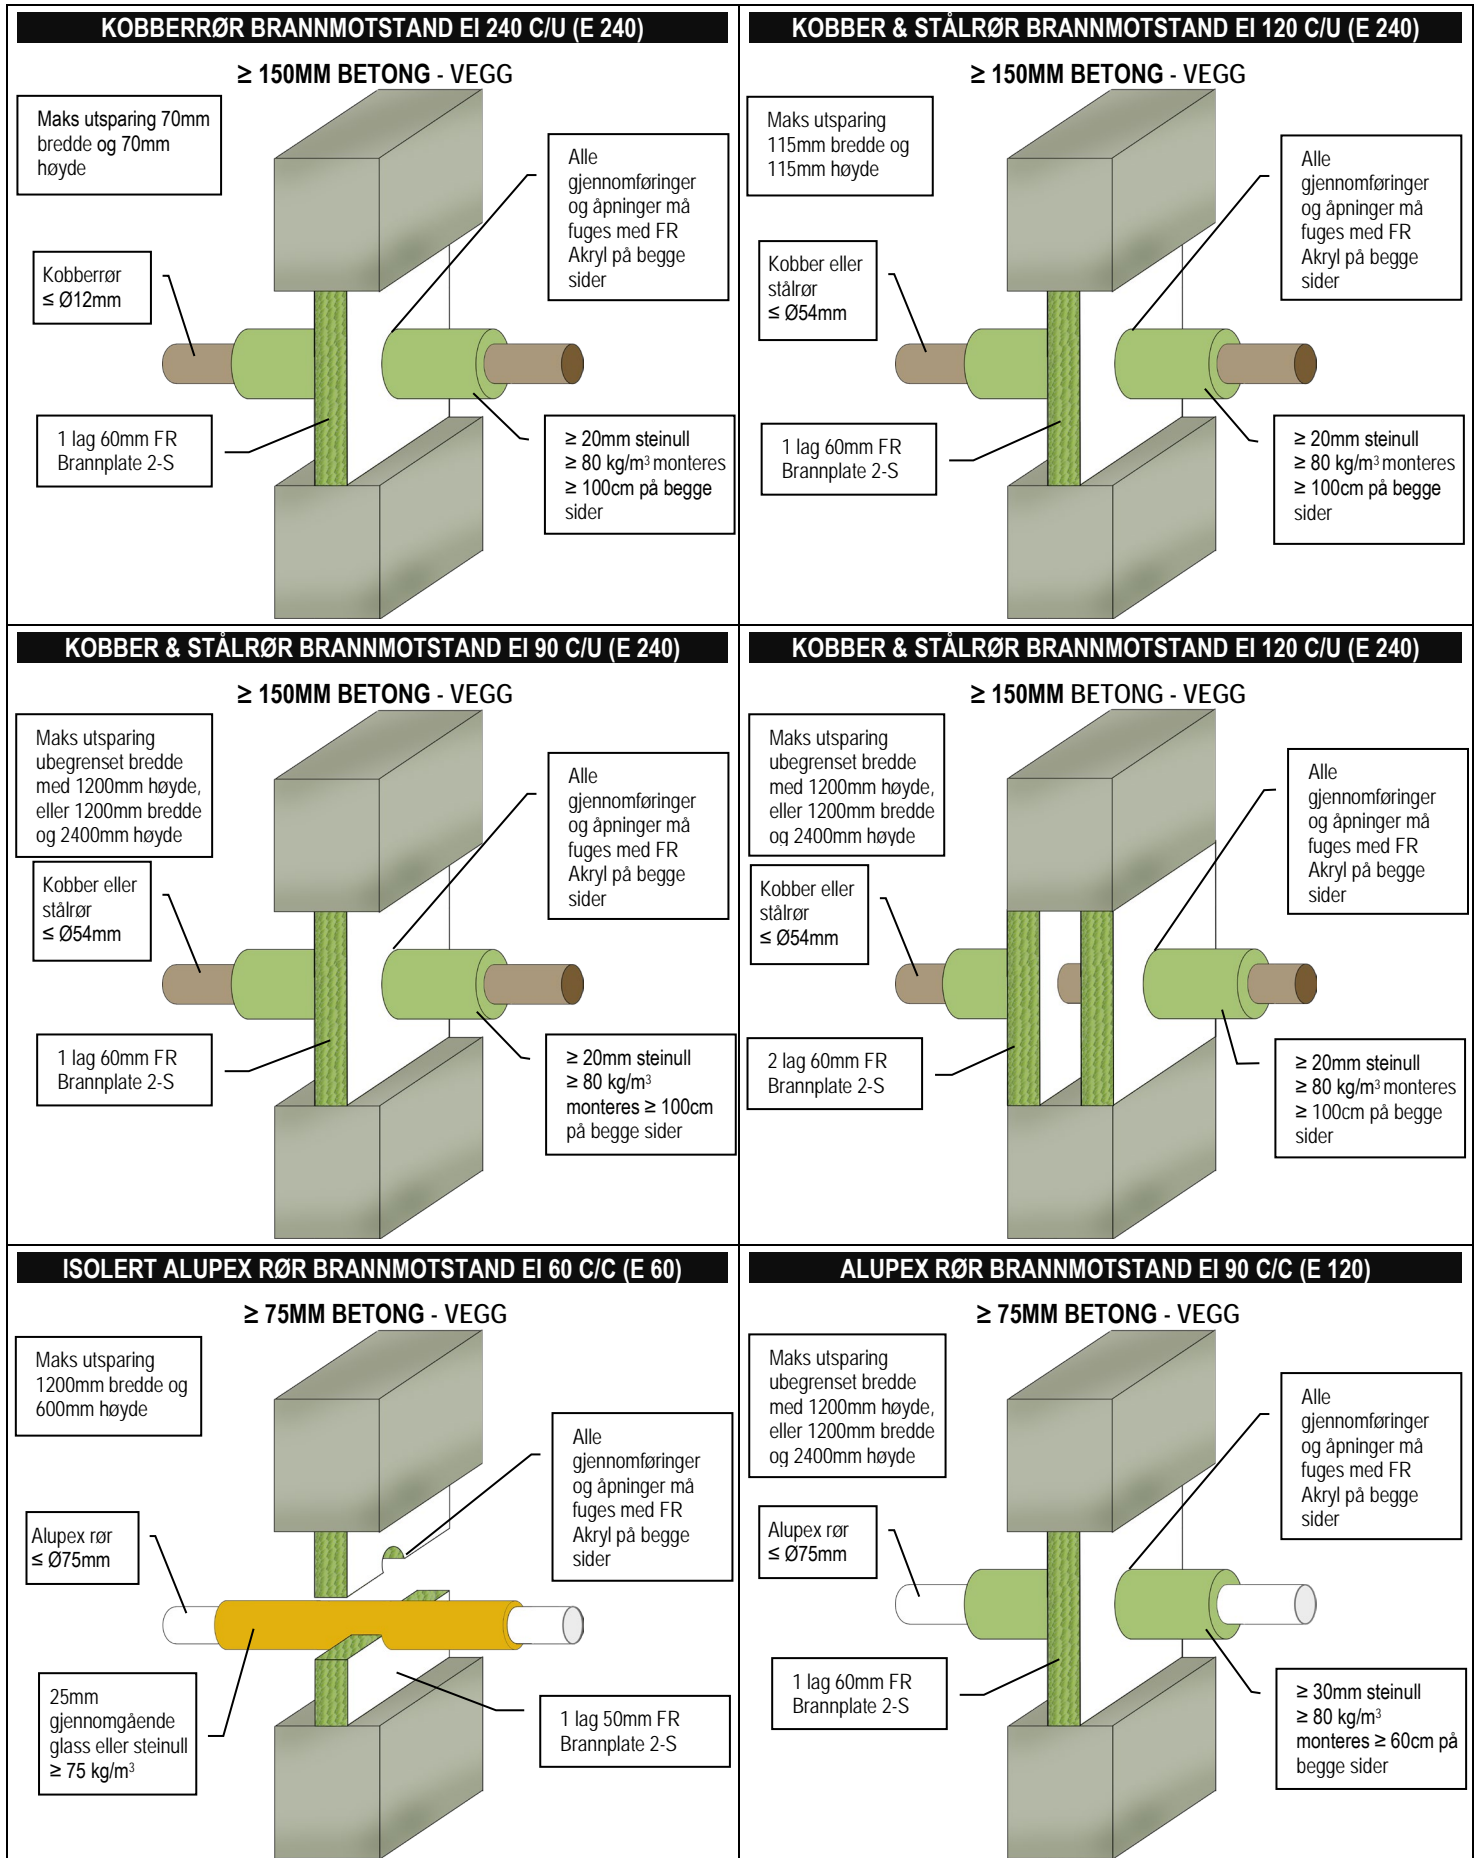 KOBBERRØR BRANNMOTSTAND EI 240 C/U (E 240)
≥ 150MM BETONG - VEGG
Maks utsparing 70mm
bredde og 70mm
høyde
Alle
gjennomføringer
og åpninger må
fuges med FR
Akryl på begge
sider
Kobberrør
≤ Ø12mm
1 lag 60mm FR
Brannplate 2-S
≥ 20mm steinull
≥ 80 kg/m³ monteres
≥ 100cm på begge
sider
KOBBER & STÅLRØR BRANNMOTSTAND EI 120 C/U (E 240)
≥ 150MM BETONG - VEGG
Maks utsparing
115mm bredde og
115mm høyde
Alle
gjennomføringer
og åpninger må
fuges med FR
Akryl på begge
sider
Kobber eller
stålrør
≤ Ø54mm
1 lag 60mm FR
Brannplate 2-S
≥ 20mm steinull
≥ 80 kg/m³ monteres
≥ 100cm på begge
sider
KOBBER & STÅLRØR BRANNMOTSTAND EI 90 C/U (E 240)
≥ 150MM BETONG - VEGG
Maks utsparing
ubegrenset bredde
med 1200mm høyde,
eller 1200mm bredde
og 2400mm høyde
Alle
gjennomføringer
og åpninger må
fuges med FR
Akryl på begge
sider
Kobber eller
stålrør
≤ Ø54mm
1 lag 60mm FR
Brannplate 2-S
≥ 20mm steinull
≥ 80 kg/m³
monteres ≥ 100cm
på begge sider
KOBBER & STÅLRØR BRANNMOTSTAND EI 120 C/U (E 240)
≥ 150MM BETONG - VEGG
Maks utsparing
ubegrenset bredde
med 1200mm høyde,
eller 1200mm bredde
og 2400mm høyde
Alle
gjennomføringer
og åpninger må
fuges med FR
Akryl på begge
sider
Kobber eller
stålrør
≤ Ø54mm
2 lag 60mm FR
Brannplate 2-S
≥ 20mm steinull
≥ 80 kg/m³ monteres
≥ 100cm på begge
sider
ISOLERT ALUPEX RØR BRANNMOTSTAND EI 60 C/C (E 60)
≥ 75MM BETONG - VEGG
Maks utsparing
1200mm bredde og
600mm høyde
Alle
gjennomføringer
og åpninger må
fuges med FR
Akryl på begge
sider
Alupex rør
≤ Ø75mm
25mm
gjennomgående
glass eller steinull
≥ 75 kg/m³
1 lag 50mm FR
Brannplate 2-S
ALUPEX RØR BRANNMOTSTAND EI 90 C/C (E 120)
≥ 75MM BETONG - VEGG
Maks utsparing
ubegrenset bredde
med 1200mm høyde,
eller 1200mm bredde
og 2400mm høyde
Alle
gjennomføringer
og åpninger må
fuges med FR
Akryl på begge
sider
Alupex rør
≤ Ø75mm
1 lag 60mm FR
Brannplate 2-S
≥ 30mm steinull
≥ 80 kg/m³
monteres ≥ 60cm på
begge sider